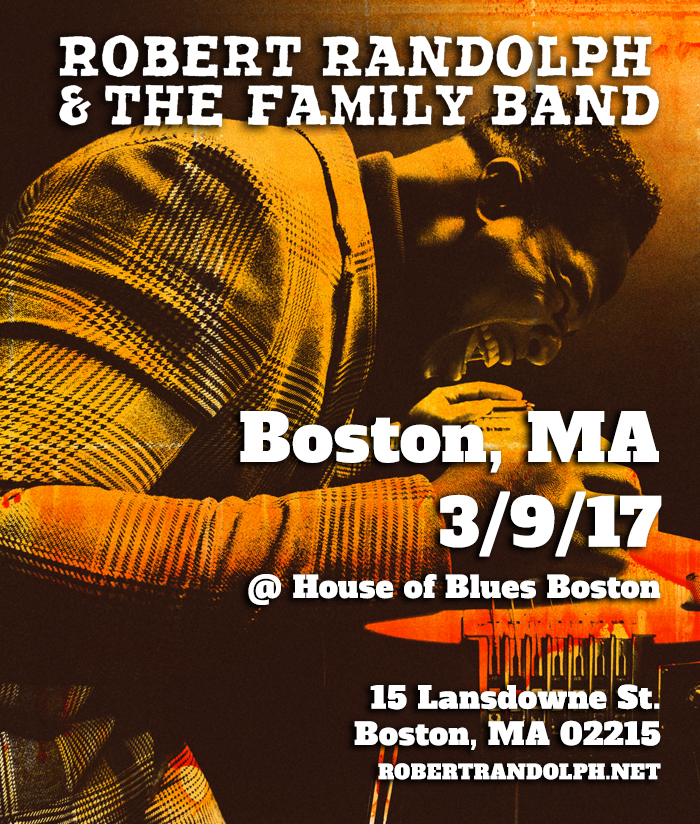 ROBERT RANDOLPH
& THE FAMILY BAND
Boston, MA
3/9/17
@ House of Blues Boston
15 Lansdowne St.
Boston, MA 02215
ROBERTRANDOLPH.NET